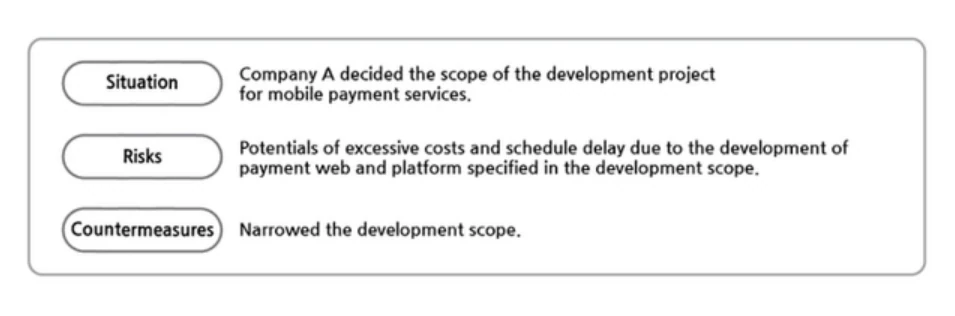 Situation
Company A decided the scope of the development project
for mobile payment services.
Risks
Potentials of excessive costs and schedule delay due to the development of
payment web and platform specified in the development scope.
Countermeasures
Narrowed the development scope.